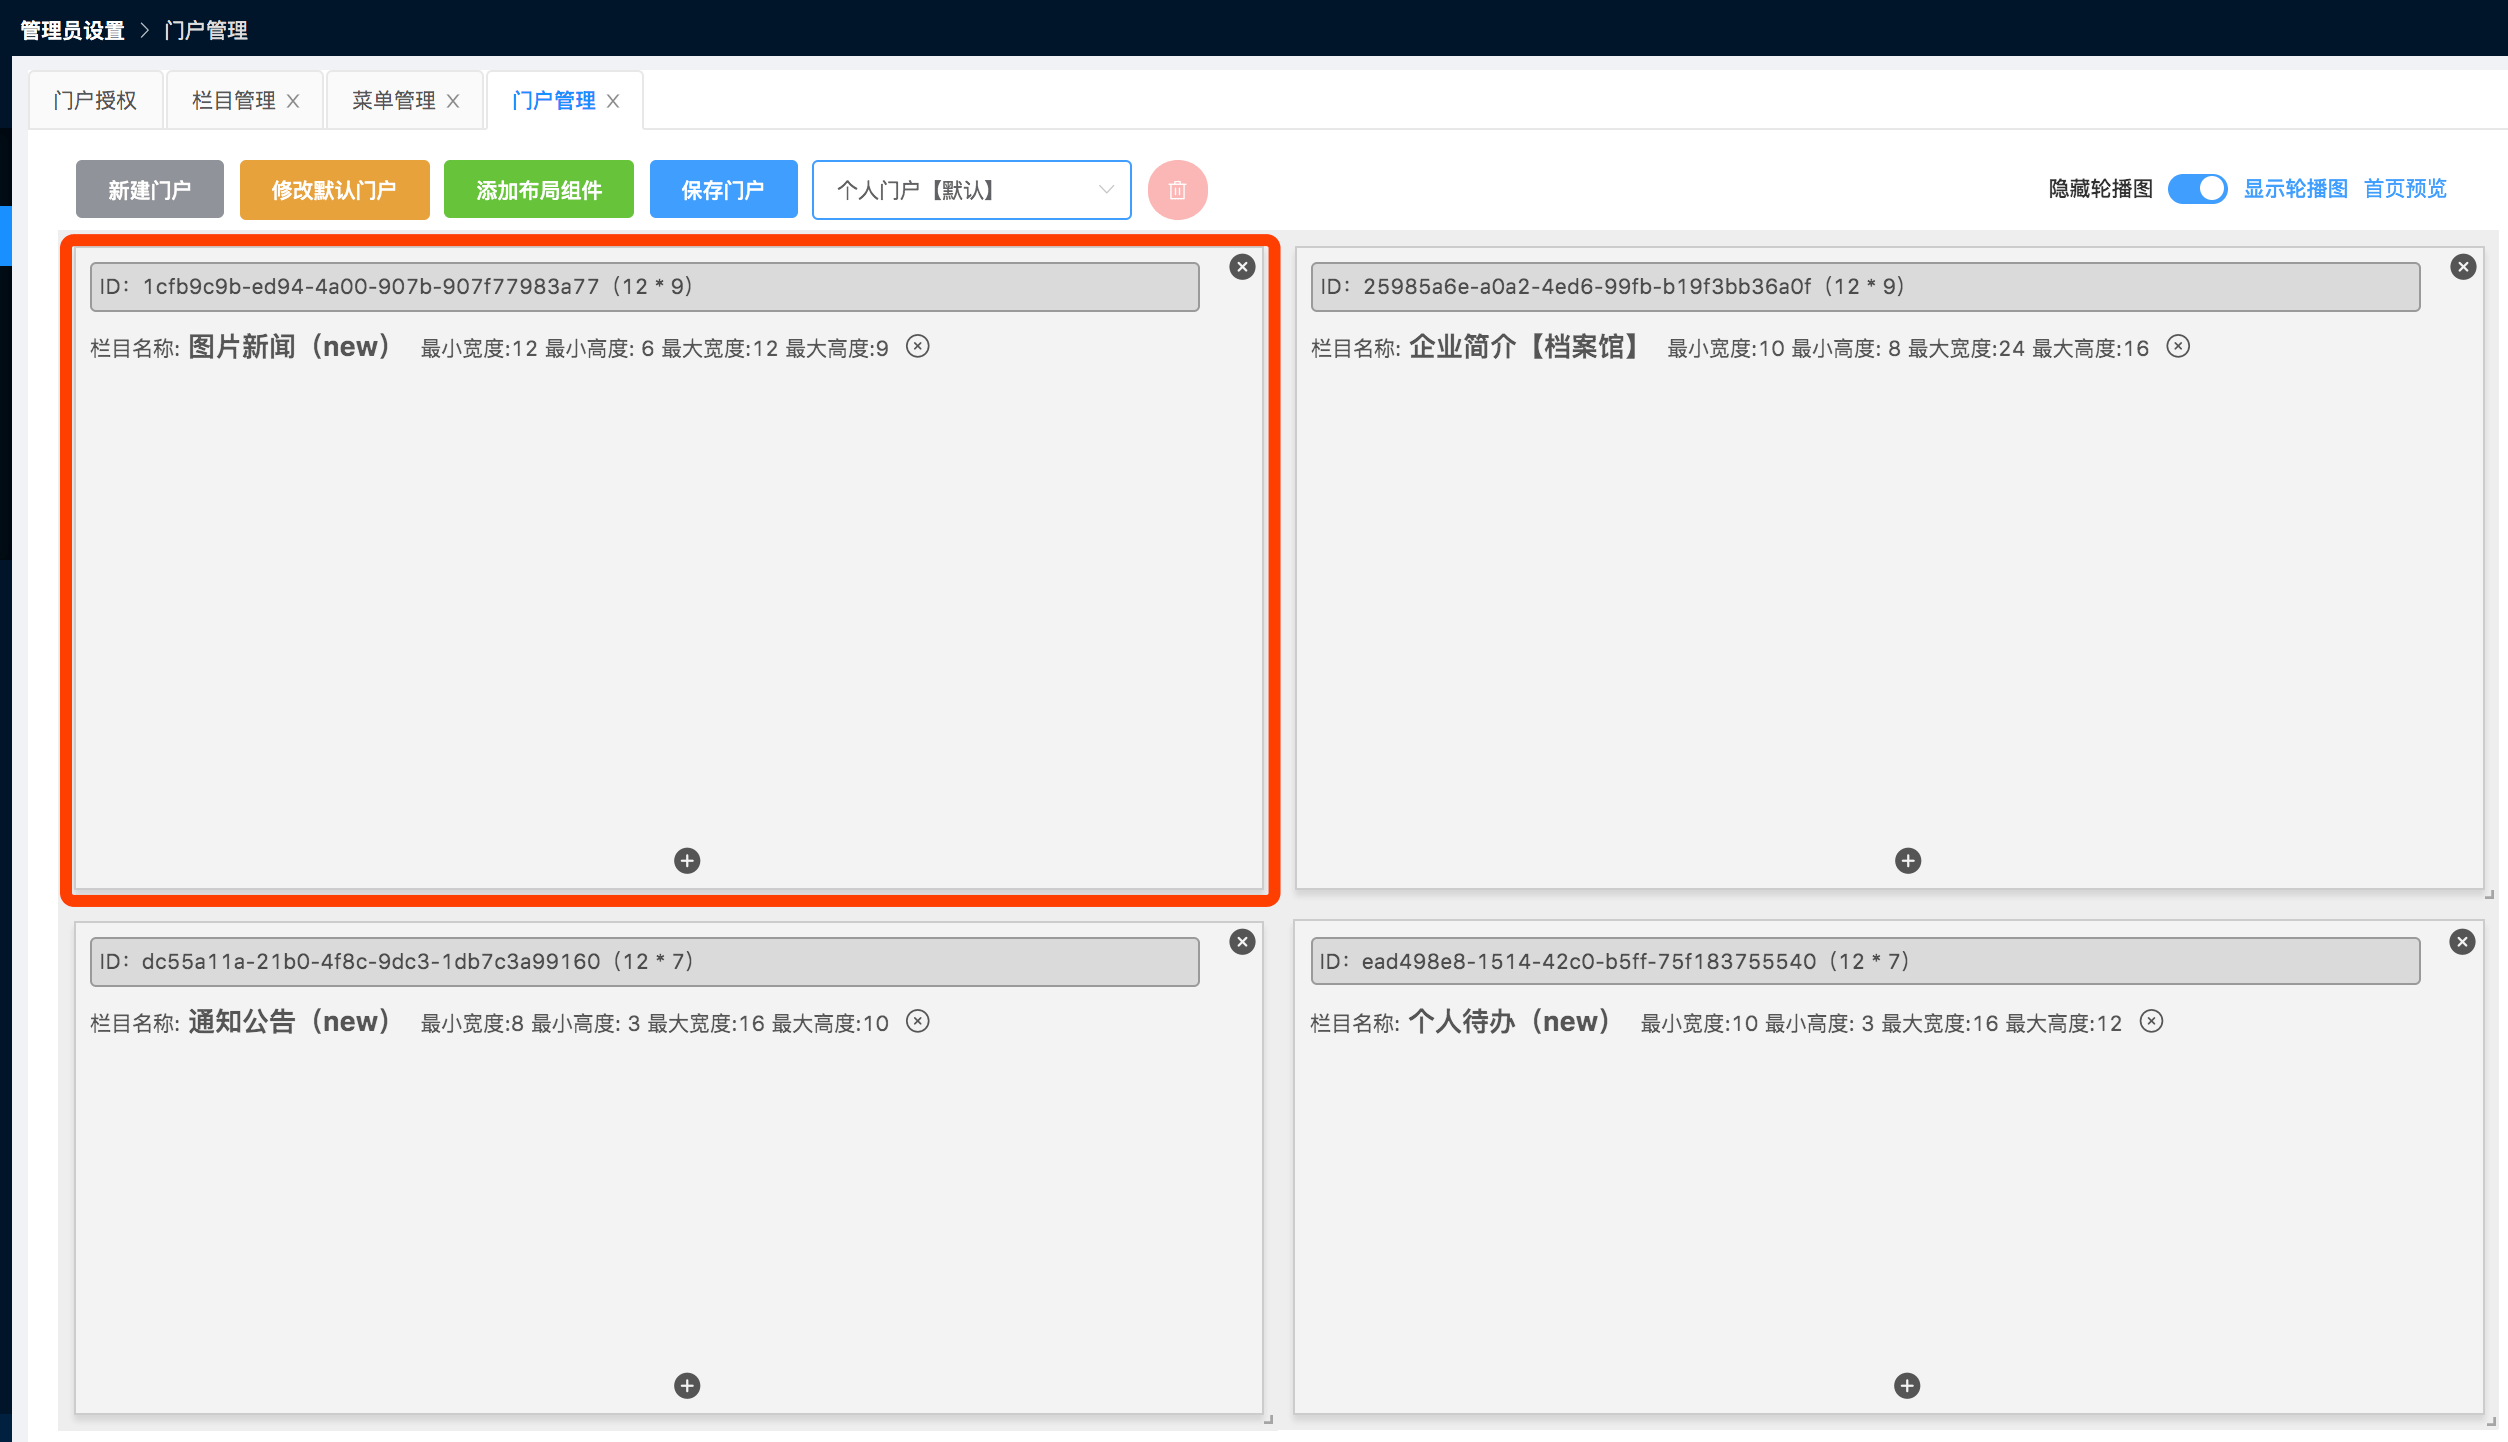 管理员设置 > 门户管理
门户授权 栏目管理 X 菜单管理 X 门户管理 X
新建门户 修改默认门户 添加布局组件 保存门户 个人门户【默认】 隐藏轮播图 显示轮播图 首页预览
ID：1cfb9c9b-ed94-4a00-907b-907f77983a77（12 * 9）
栏目名称: 图片新闻（new） 最小宽度:12 最小高度: 6 最大宽度:12 最大高度:9
ID：25985a6e-a0a2-4ed6-99fb-b19f3bb36a0f（12 * 9）
栏目名称: 企业简介【档案馆】 最小宽度:10 最小高度: 8 最大宽度:24 最大高度:16
ID：dc55a11a-21b0-4f8c-9dc3-1db7c3a99160（12 * 7）
栏目名称: 通知公告（new） 最小宽度:8 最小高度: 3 最大宽度:16 最大高度:10
ID：ead498e8-1514-42c0-b5ff-75f183755540（12 * 7）
栏目名称: 个人待办（new） 最小宽度:10 最小高度: 3 最大宽度:16 最大高度:12